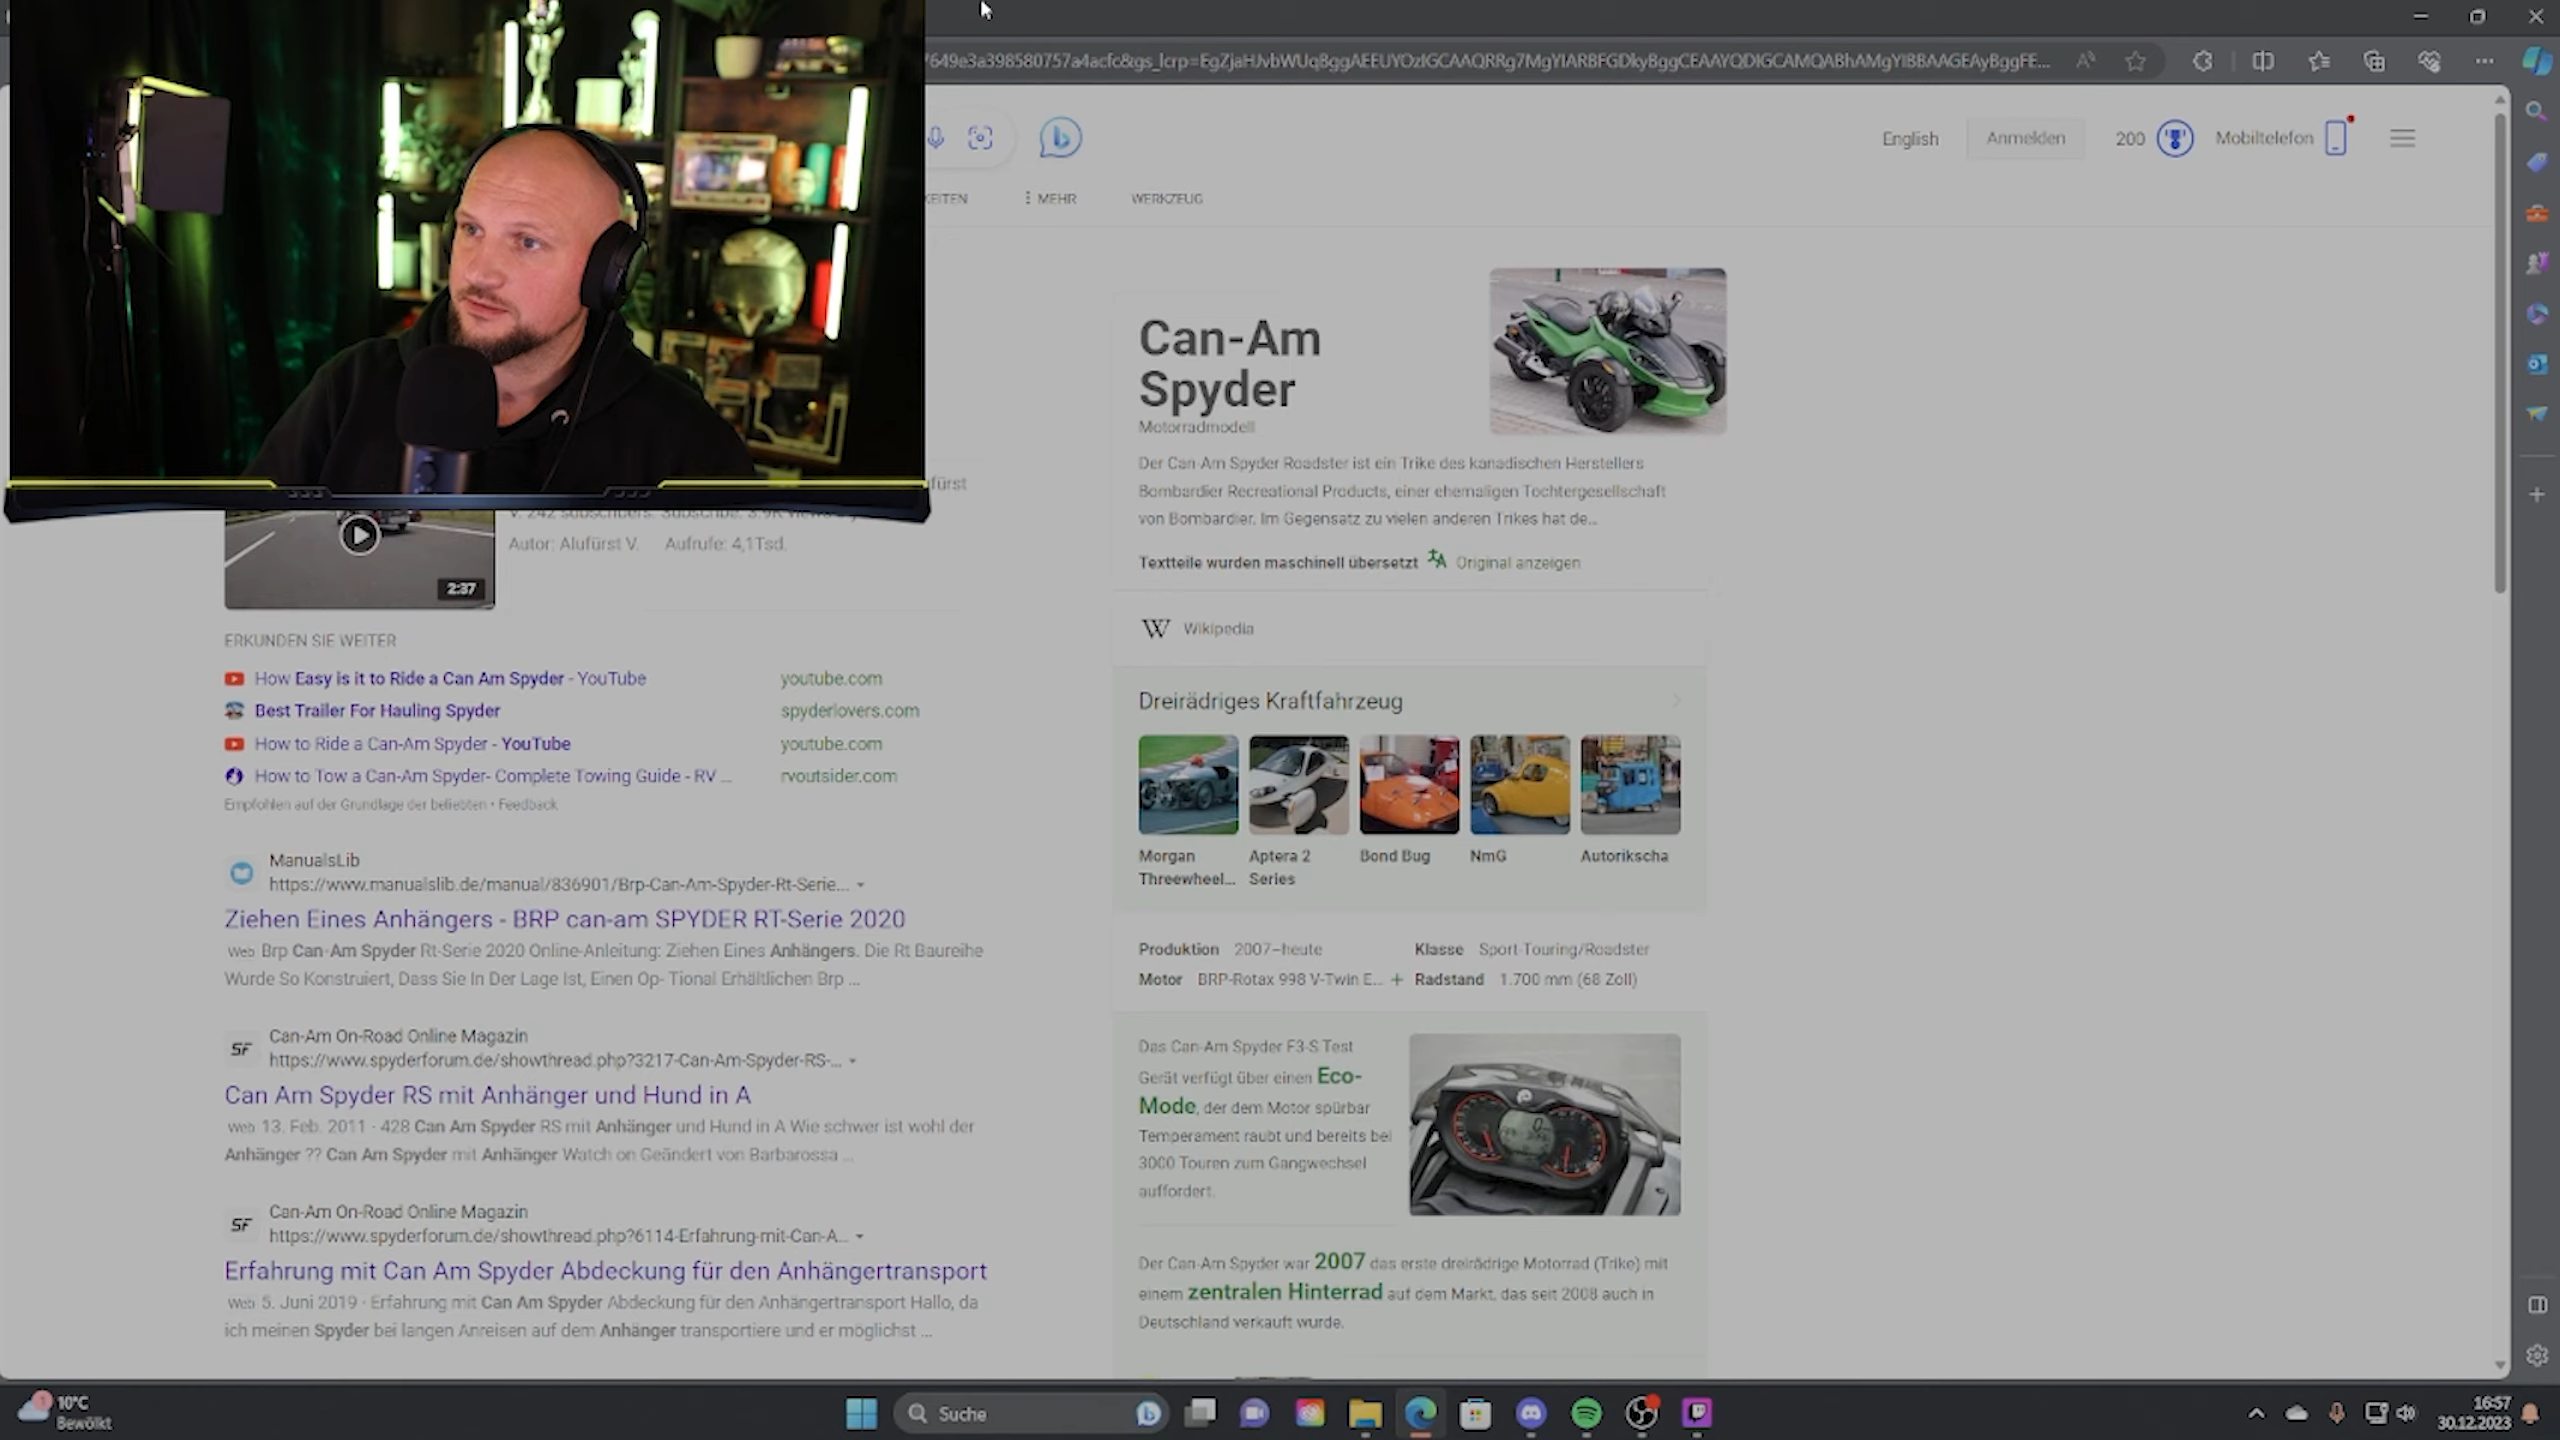 7649e3a398580757a4acfc&gs_lcrp=EgZjaHJvbWUqBggAEEUYOzIGCAAQRRg7MgYIARBFGDkyBggCEAAYQDIGCAMQABhAMgYIBBAAGEAyBggFE...
English
Anmelden
200
Mobiltelefon
KEITEN
MEHR
WERKZEUG
fürst
V. 242 subscribers. Subscribe. 3.9K views
Autor: Alufürst V. Aufrufe: 4,1Tsd.
2:37
ERKUNDEN SIE WEITER
How Easy is it to Ride a Can Am Spyder - YouTube youtube.com
Best Trailer For Hauling Spyder spyderlovers.com
How to Ride a Can-Am Spyder - YouTube youtube.com
How to Tow a Can-Am Spyder- Complete Towing Guide - RV ... rvoutsider.com
Empfohlen auf der Grundlage der beliebten • Feedback
ManualsLib
https://www.manualslib.de/manual/836901/Brp-Can-Am-Spyder-Rt-Serie...
Ziehen Eines Anhängers - BRP can-am SPYDER RT-Serie 2020
Web Brp Can-Am Spyder Rt-Serie 2020 Online-Anleitung: Ziehen Eines Anhängers. Die Rt Baureihe
Wurde So Konstruiert, Dass Sie In Der Lage Ist, Einen Op- Tional Erhältlichen Brp ...
SF
Can-Am On-Road Online Magazin
https://www.spyderforum.de/showthread.php?3217-Can-Am-Spyder-RS-...
Can Am Spyder RS mit Anhänger und Hund in A
Web 13. Feb. 2011 · 428 Can Am Spyder RS mit Anhänger und Hund in A Wie schwer ist wohl der
Anhänger ?? Can Am Spyder mit Anhänger Watch on Geändert von Barbarossa ...
SF
Can-Am On-Road Online Magazin
https://www.spyderforum.de/showthread.php?6114-Erfahrung-mit-Can-A...
Erfahrung mit Can Am Spyder Abdeckung für den Anhängertransport
Web 5. Juni 2019 · Erfahrung mit Can Am Spyder Abdeckung für den Anhängertransport Hallo, da
ich meinen Spyder bei langen Anreisen auf dem Anhänger transportiere und er möglichst ...
Can-Am
Spyder
Motorradmodell
Der Can-Am Spyder Roadster ist ein Trike des kanadischen Herstellers
Bombardier Recreational Products, einer ehemaligen Tochtergesellschaft
von Bombardier. Im Gegensatz zu vielen anderen Trikes hat de...
Textteile wurden maschinell übersetzt Original anzeigen
W Wikipedia
Dreirädriges Kraftfahrzeug
Morgan
Threewheel...
Aptera 2
Series
Bond Bug
NmG
Autorikscha
Produktion 2007–heute Klasse Sport-Touring/Roadster
Motor BRP-Rotax 998 V-Twin E... + Radstand 1.700 mm (68 Zoll)
Das Can-Am Spyder F3-S Test
Gerät verfügt über einen Eco-
Mode, der dem Motor spürbar
Temperament raubt und bereits bei
3000 Touren zum Gangwechsel
auffordert.
Der Can-Am Spyder war 2007 das erste dreirädrige Motorrad (Trike) mit
einem zentralen Hinterrad auf dem Markt, das seit 2008 auch in
Deutschland verkauft wurde.
1
10°C
Bewölkt
Suche
16:57
30.12.2023